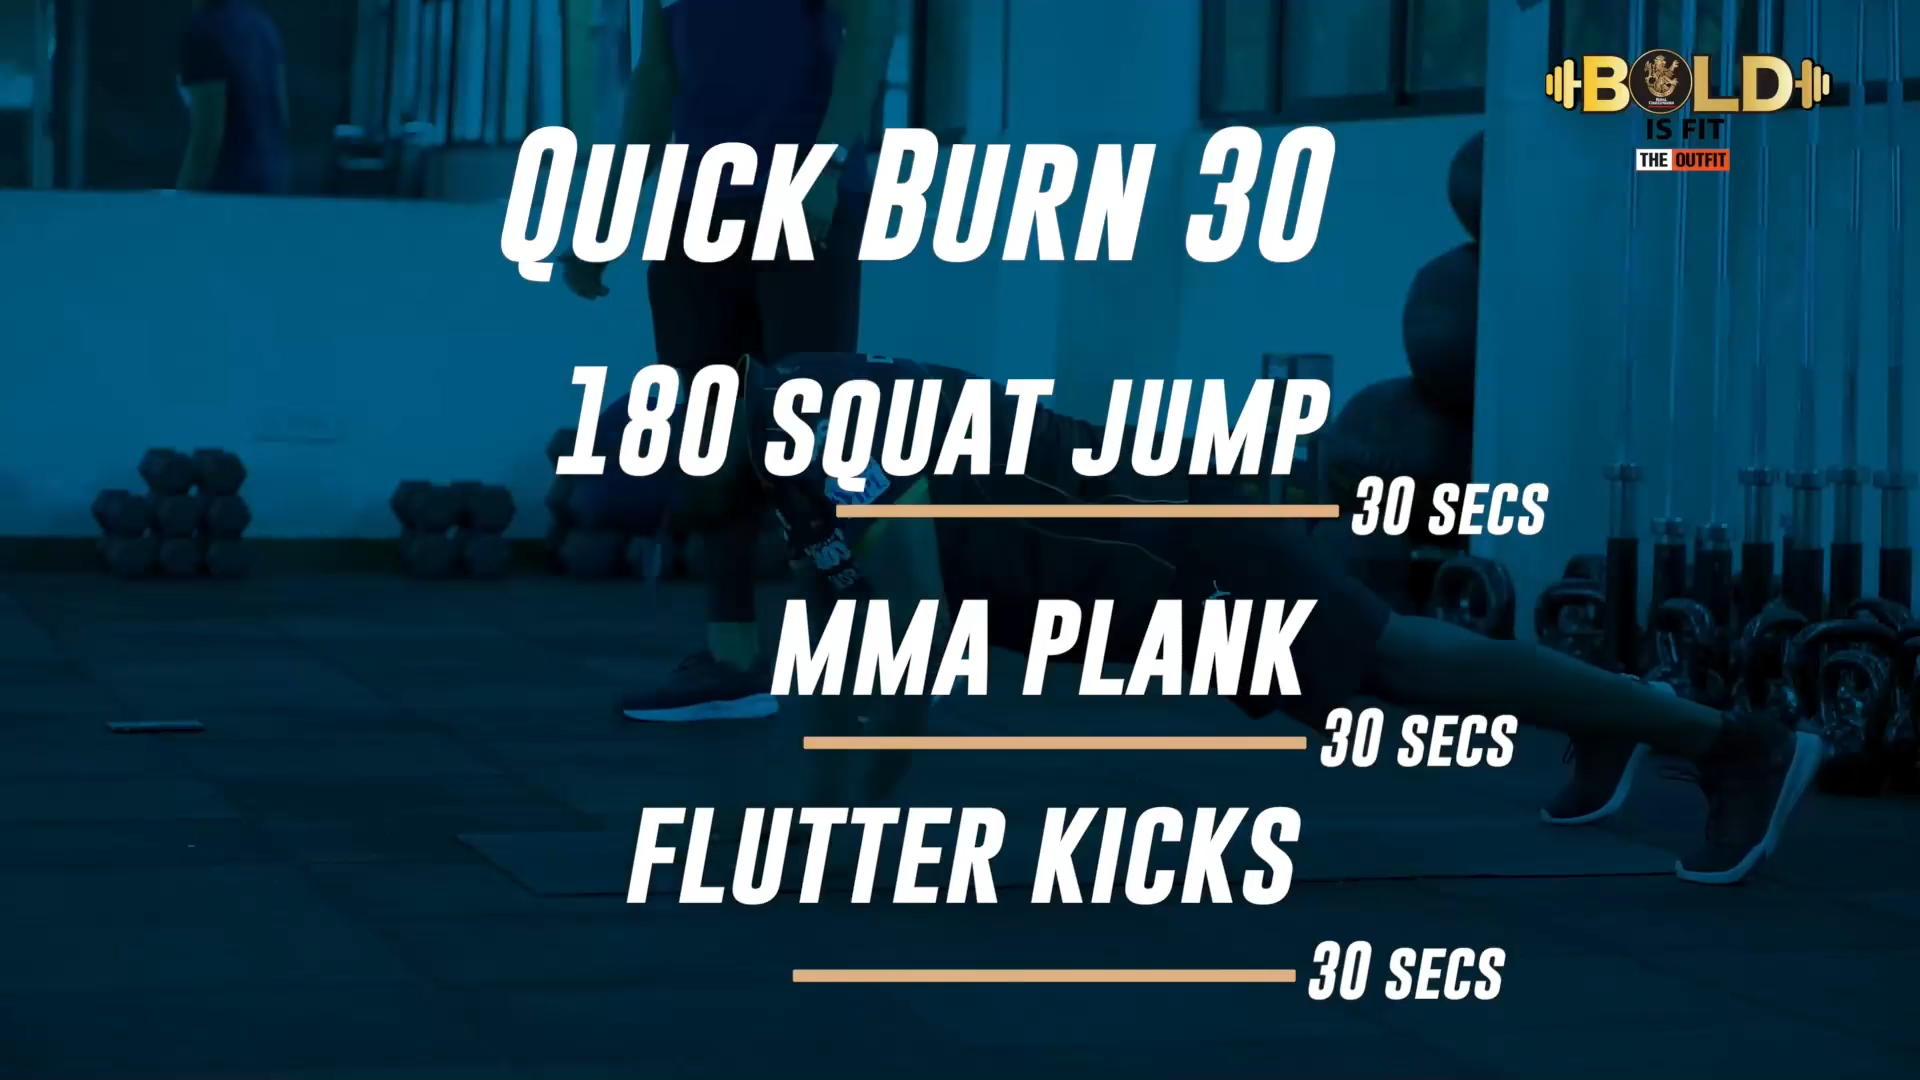 BOLD
IS FIT
THE OUTFIT
QUICK BURN 30
180 SQUAT JUMP
30 SECS
MMA PLANK
30 SECS
FLUTTER KICKS
30 SECS